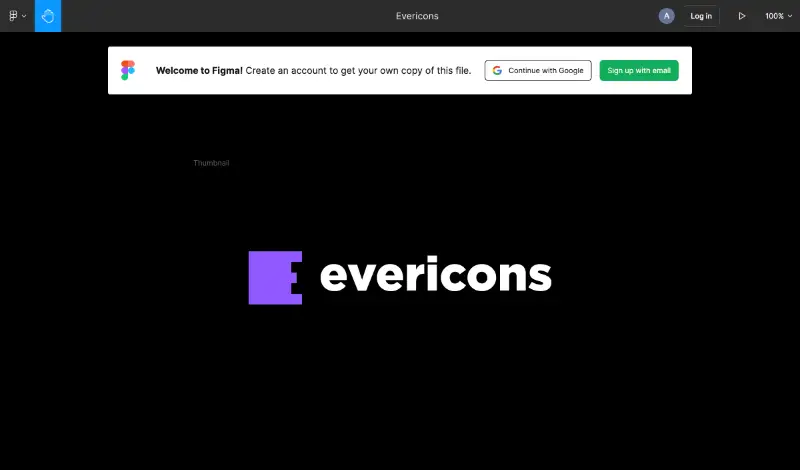 Evericons
A
Log in
100%
Welcome to Figma! Create an account to get your own copy of this file.
Continue with Google
Sign up with email
Thumbnail
evericons